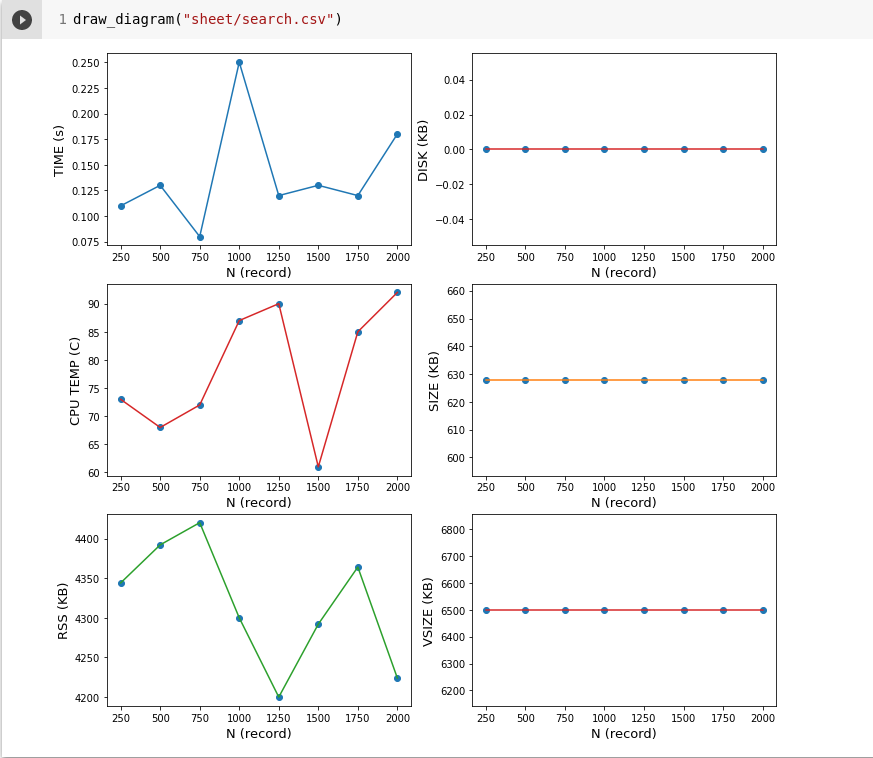 1 draw_diagram("sheet/search.csv")
TIME (s)
0.250
0.225
0.200
0.175
0.150
0.125
0.100
0.075
250 500 750 1000 1250 1500 1750 2000
N (record)
DISK (KB)
0.04
0.02
0.00
−0.02
−0.04
250 500 750 1000 1250 1500 1750 2000
N (record)
CPU TEMP (C)
90
85
80
75
70
65
60
250 500 750 1000 1250 1500 1750 2000
N (record)
SIZE (KB)
660
650
640
630
620
610
600
250 500 750 1000 1250 1500 1750 2000
N (record)
RSS (KB)
4400
4350
4300
4250
4200
250 500 750 1000 1250 1500 1750 2000
N (record)
VSIZE (KB)
6800
6700
6600
6500
6400
6300
6200
250 500 750 1000 1250 1500 1750 2000
N (record)